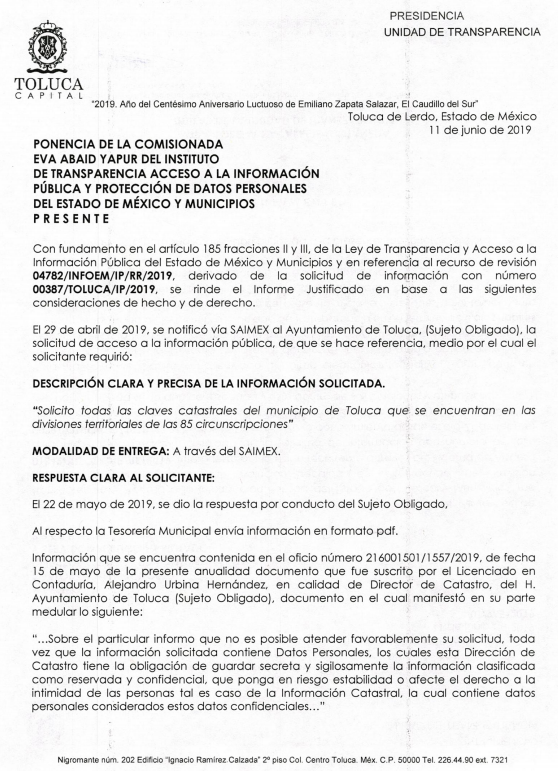 PRESIDENCIA
UNIDAD DE TRANSPARENCIA
TOLUCA
CAPITAL
"2019. Año del Centésimo Aniversario Luctuoso de Emiliano Zapata Salazar, El Caudillo del Sur"
Toluca de Lerdo, Estado de México
11 de junio de 2019
PONENCIA DE LA COMISIONADA
EVA ABAID YAPUR DEL INSTITUTO
DE TRANSPARENCIA ACCESO A LA INFORMACIÓN
PÚBLICA Y PROTECCIÓN DE DATOS PERSONALES
DEL ESTADO DE MÉXICO Y MUNICIPIOS
P R E S E N T E
Con fundamento en el artículo 185 fracciones II y III, de la Ley de Transparencia y Acceso a la
Información Pública del Estado de México y Municipios y en referencia al recurso de revisión
04782/INFOEM/IP/RR/2019, derivado de la solicitud de información con número
00387/TOLUCA/IP/2019, se rinde el Informe Justificado en base a las siguientes
consideraciones de hecho y de derecho.
El 29 de abril de 2019, se notificó vía SAIMEX al Ayuntamiento de Toluca, (Sujeto Obligado), la
solicitud de acceso a la información pública, de que se hace referencia, medio por el cual el
solicitante requirió:
DESCRIPCIÓN CLARA Y PRECISA DE LA INFORMACIÓN SOLICITADA.
"Solicito todas las claves catastrales del municipio de Toluca que se encuentran en las
divisiones territoriales de las 85 circunscripciones"
MODALIDAD DE ENTREGA: A través del SAIMEX.
RESPUESTA CLARA AL SOLICITANTE:
El 22 de mayo de 2019, se dio la respuesta por conducto del Sujeto Obligado,
Al respecto la Tesorería Municipal envía información en formato pdf.
Información que se encuentra contenida en el oficio número 216001501/1557/2019, de fecha
15 de mayo de la presente anualidad documento que fue suscrito por el Licenciado en
Contaduría, Alejandro Urbina Hernández, en calidad de Director de Catastro, del H.
Ayuntamiento de Toluca (Sujeto Obligado), documento en el cual manifestó en su parte
medular lo siguiente:
"...Sobre el particular informo que no es posible atender favorablemente su solicitud, toda
vez que la información solicitada contiene Datos Personales, los cuales esta Dirección de
Catastro tiene la obligación de guardar secreta y sigilosamente la información clasificada
como reservada y confidencial, que ponga en riesgo estabilidad o afecte el derecho a la
intimidad de las personas tal es caso de la Información Catastral, la cual contiene datos
personales considerados estos datos confidenciales..."
Nigromante núm. 202 Edificio "Ignacio Ramírez Calzada" 2º piso Col. Centro Toluca. Méx. C.P. 50000 Tel. 226.44.90 ext. 7321